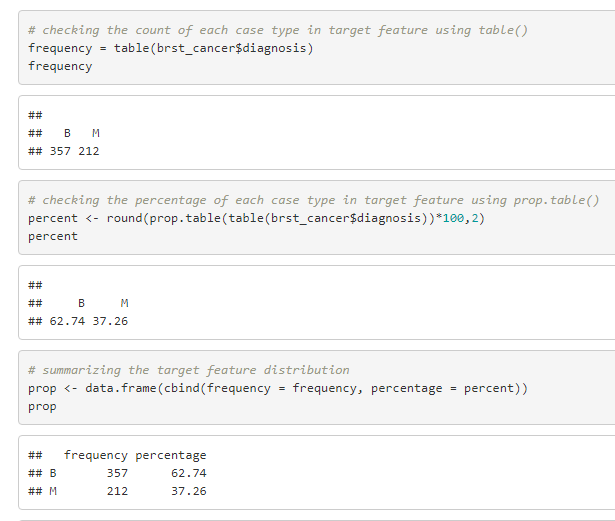 # checking the count of each case type in target feature using table()
frequency = table(brst_cancer$diagnosis)
frequency
##
##   B   M
## 357 212
# checking the percentage of each case type in target feature using prop.table()
percent <- round(prop.table(table(brst_cancer$diagnosis))*100,2)
percent
##
##     B     M
## 62.74 37.26
# summarizing the target feature distribution
prop <- data.frame(cbind(frequency = frequency, percentage = percent))
prop
##   frequency percentage
## B       357      62.74
## M       212      37.26